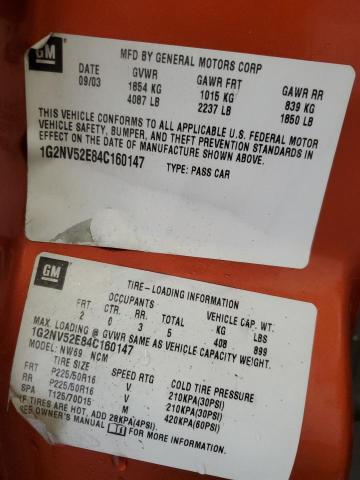 GM
MFD BY GENERAL MOTORS CORP
DATE GVWR GAWR FRT GAWR RR
09/03 1854 KG 1015 KG 839 KG
4087 LB 2237 LB 1850 LB
THIS VEHICLE CONFORMS TO ALL APPLICABLE U.S. FEDERAL MOTOR
VEHICLE SAFETY, BUMPER, AND THEFT PREVENTION STANDARDS IN
EFFECT ON THE DATE OF MANUFACTURE SHOWN ABOVE.
1G2NV52E84C160147
TYPE: PASS CAR
GM
TIRE-LOADING INFORMATION
OCCUPANTS VEHICLE CAP. WT.
FRT CTR. RR. TOTAL KG LBS
2 0 3 5 408 899
MAX. LOADING @ GVWR SAME AS VEHICLE CAPACITY WEIGHT.
1G2NV52E84C160147
MODEL: NW69 NCM
TIRE SIZE SPEED RTG COLD TIRE PRESSURE
FRT P225/50R16 V 210KPA(30PSI)
RR P225/50R16 V 210KPA(30PSI)
SPA T125/70D15 M 420KPA(60PSI)
IF TIRES ARE HOT, ADD 28KPA(4PSI).
SEE OWNER'S MANUAL FOR MORE INFORMATION.